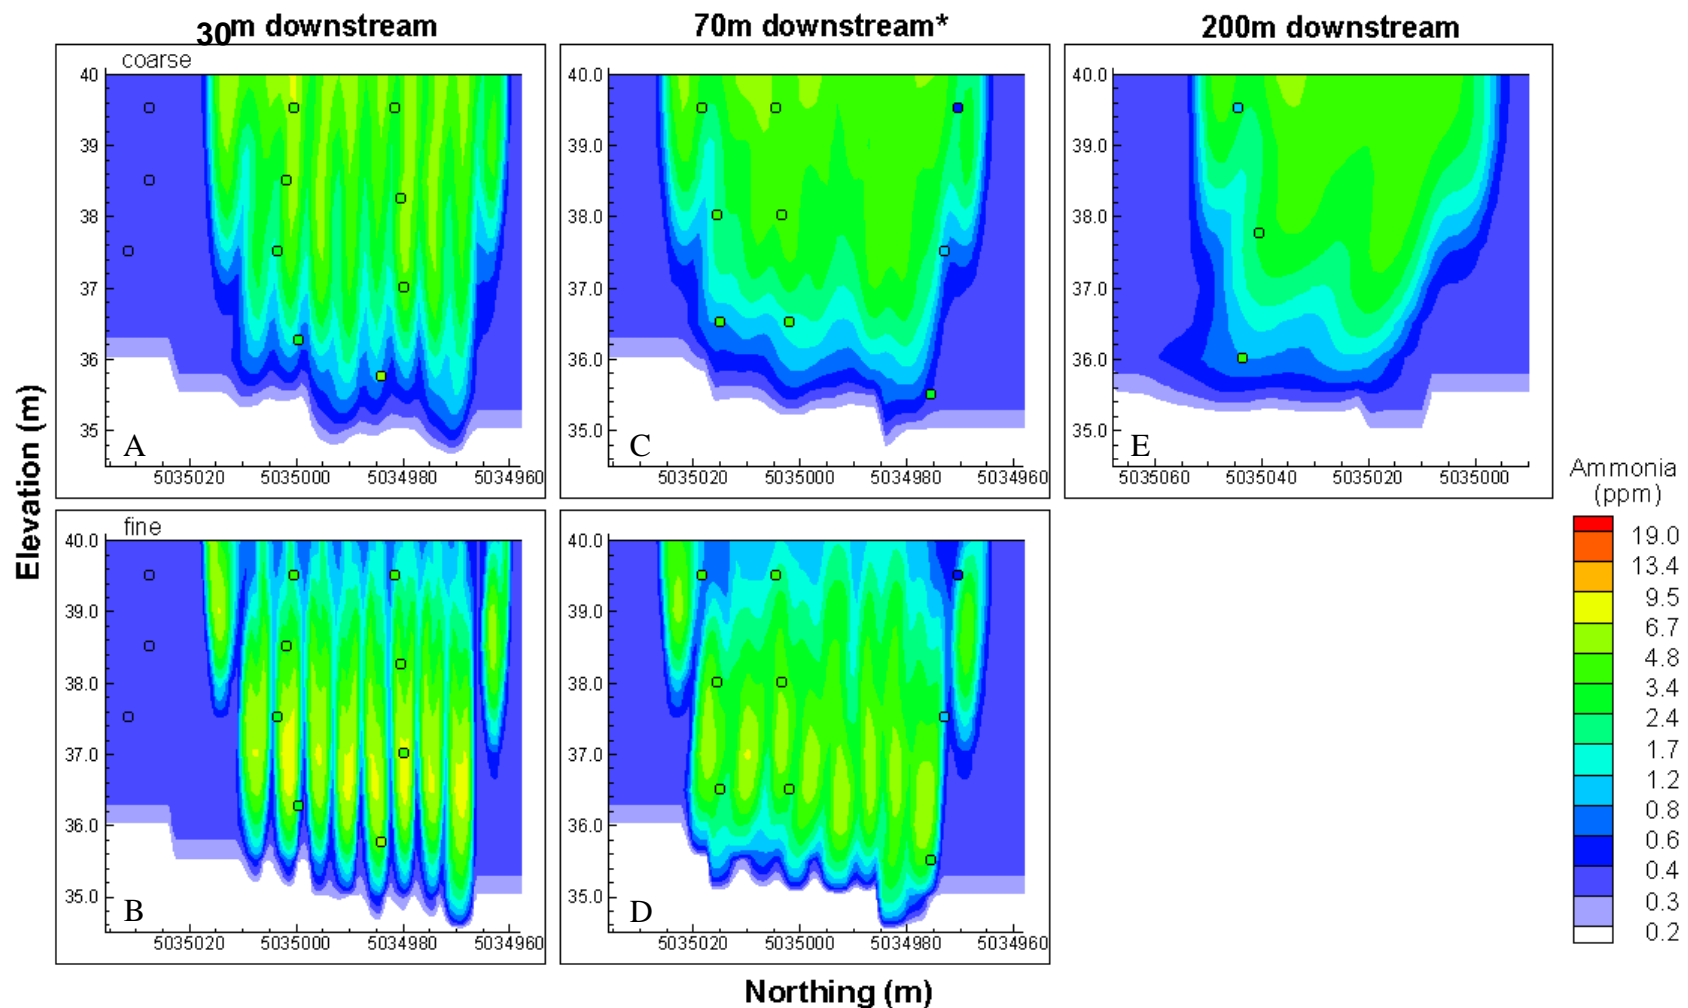 30m downstream 70m downstream* 200m downstream
coarse
40 40.0 40.0
39 39.0 39.0
38 38.0 38.0
37 37.0 37.0
36 36.0 36.0
35 35.0 35.0
A C E
5035020 5035000 5034980 5034960 5035020 5035000 5034980 5034960 5035060 5035040 5035020 5035000
Elevation (m)
fine
40.0 40.0
39.0 39.0
38.0 38.0
37.0 37.0
36.0 36.0
35.0 35.0
B D
5035020 5035000 5034980 5034960 5035020 5035000 5034980 5034960
Northing (m)
Ammonia
(ppm)
19.0
13.4
9.5
6.7
4.8
3.4
2.4
1.7
1.2
0.8
0.6
0.4
0.3
0.2